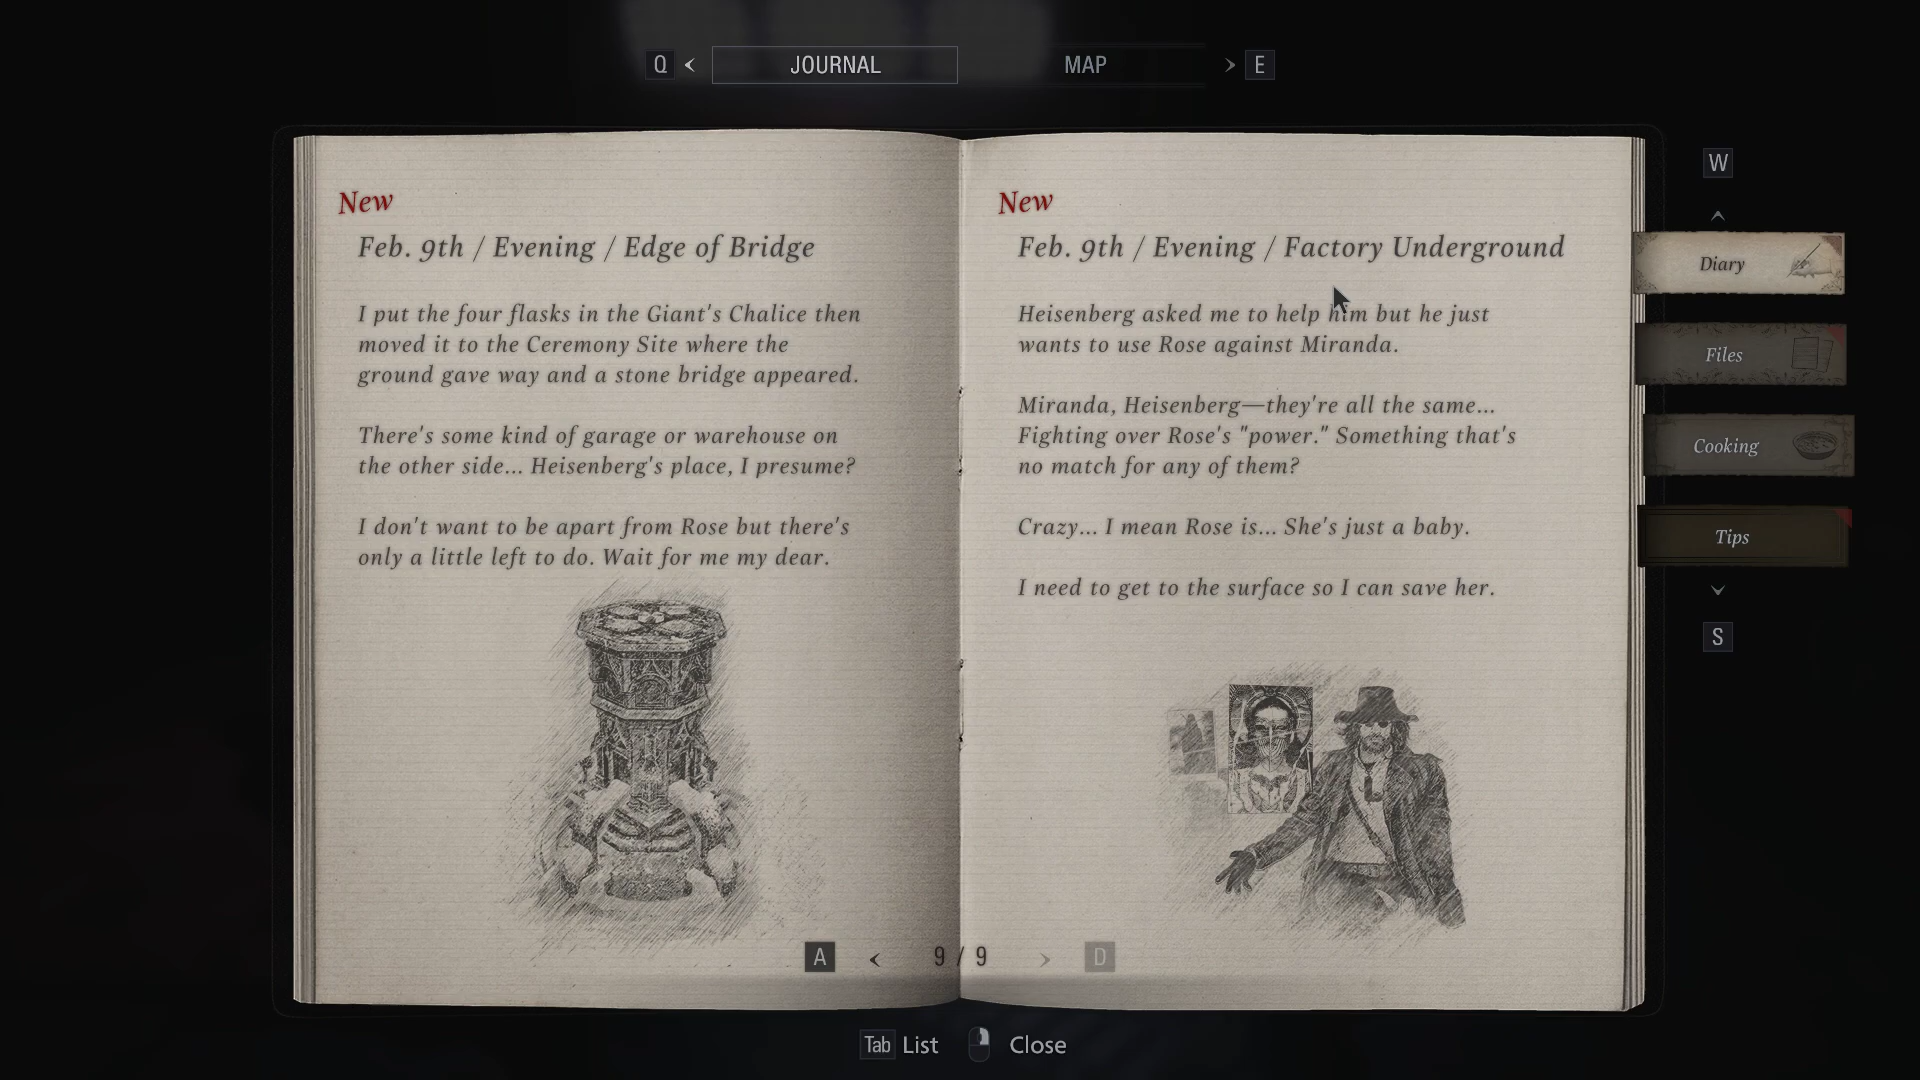 Q
JOURNAL
MAP
E
New
Feb. 9th / Evening / Edge of Bridge
I put the four flasks in the Giant's Chalice then
moved it to the Ceremony Site where the
ground gave way and a stone bridge appeared.
There's some kind of garage or warehouse on
the other side... Heisenberg's place, I presume?
I don't want to be apart from Rose but there's
only a little left to do. Wait for me my dear.
New
Feb. 9th / Evening / Factory Underground
Heisenberg asked me to help him but he just
wants to use Rose against Miranda.
Miranda, Heisenberg—they're all the same...
Fighting over Rose's "power." Something that's
no match for any of them?
Crazy... I mean Rose is... She's just a baby.
I need to get to the surface so I can save her.
W
Diary
Files
Cooking
Tips
S
A
9 / 9
D
Tab List
Close